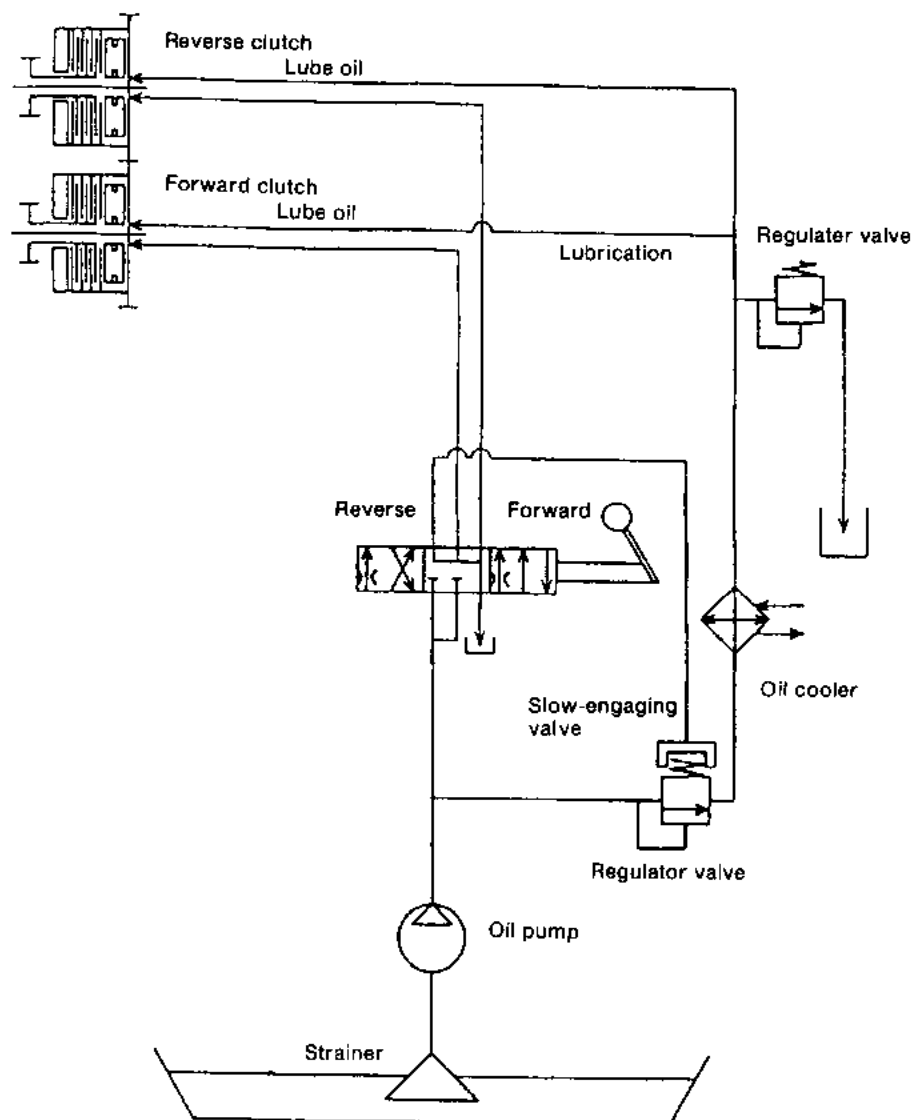 Reverse clutch
Lube oil
Forward clutch
Lube oil
Lubrication
Regulater valve
Reverse
Forward
Oil cooler
Slow-engaging
valve
Regulator valve
Oil pump
Strainer